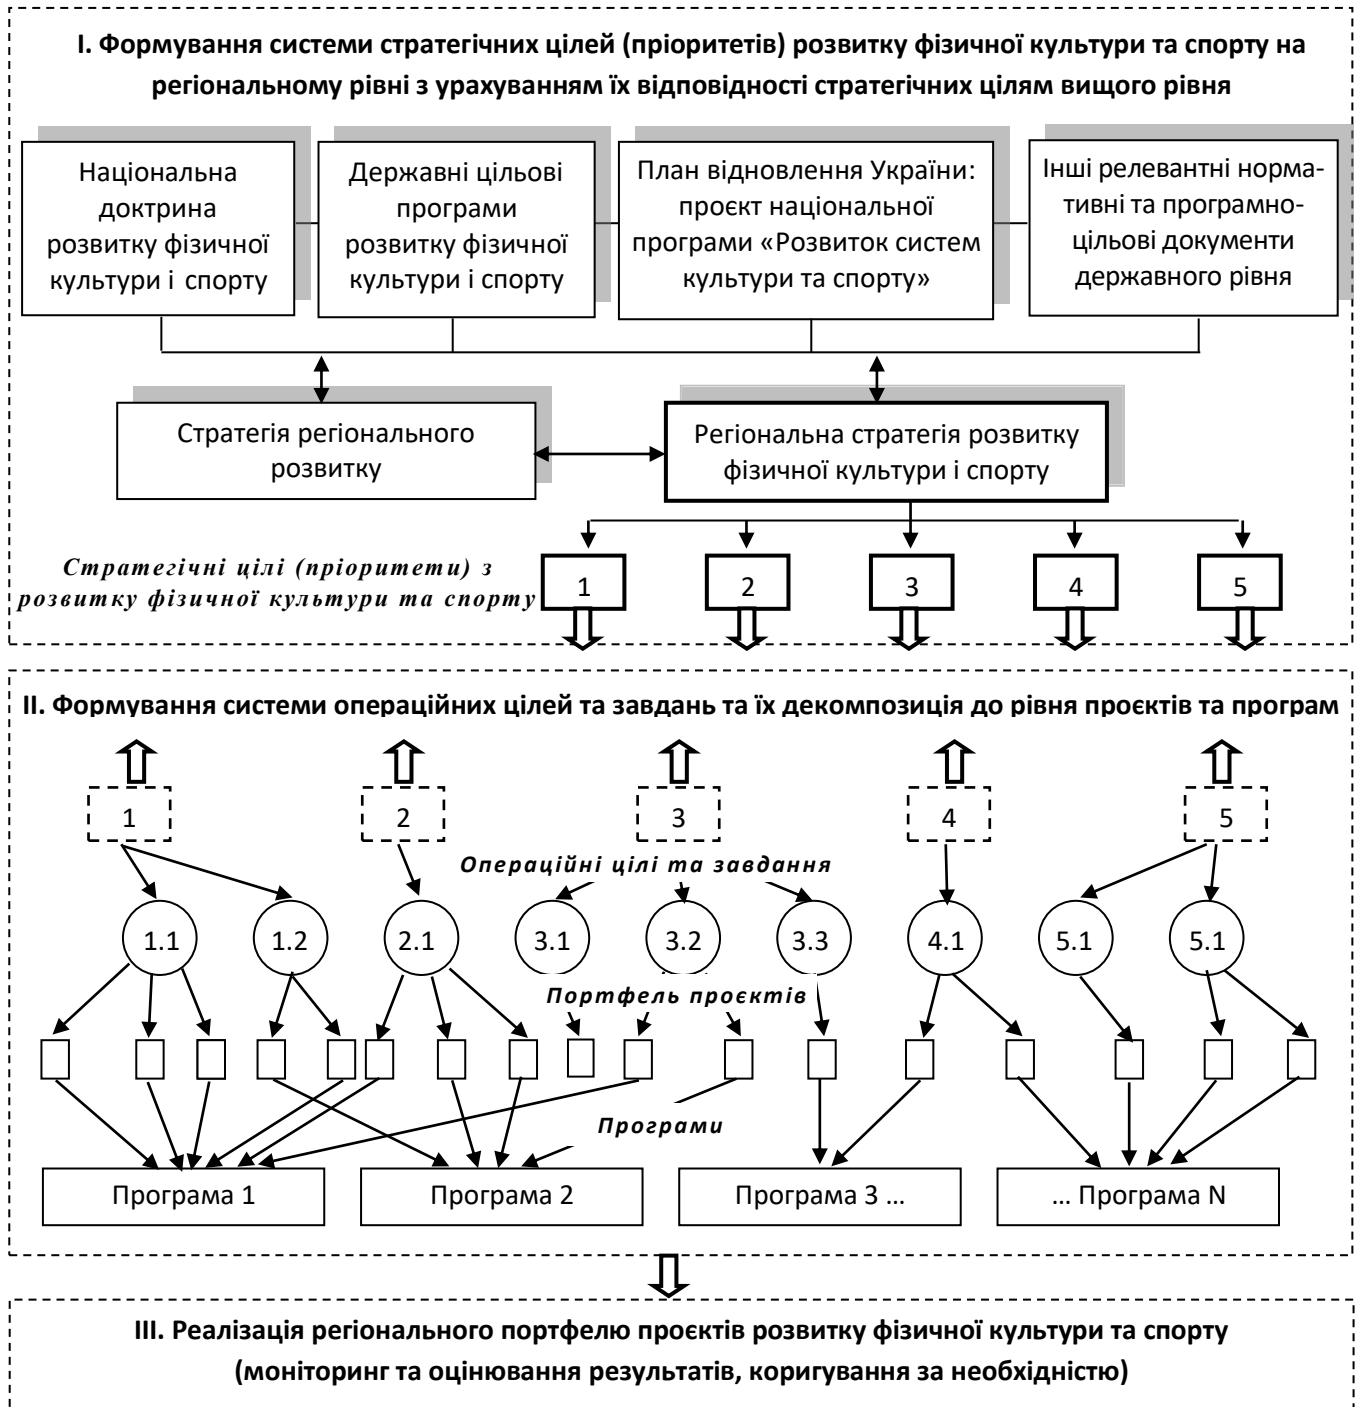 І. Формування системи стратегічних цілей (пріоритетів) розвитку фізичної культури та спорту на
регіональному рівні з урахуванням їх відповідності стратегічних цілям вищого рівня
Національна
доктрина
розвитку фізичної
культури і спорту
Державні цільові
програми
розвитку фізичної
культури і спорту
План відновлення України:
проєкт національної
програми «Розвиток систем
культури та спорту»
Інші релевантні норма-
тивні та програмно-
цільові документи
державного рівня
Стратегія регіонального
розвитку
Регіональна стратегія розвитку
фізичної культури і спорту
Стратегічні цілі (пріоритети) з
розвитку фізичної культури та спорту
1
2
3
4
5
ІІ. Формування системи операційних цілей та завдань та їх декомпозиція до рівня проєктів та програм
1
2
3
4
5
Операційні цілі та завдання
1.1
1.2
2.1
3.1
3.2
3.3
4.1
5.1
5.1
Портфель проєктів
Програми
Програма 1
Програма 2
Програма 3 ...
... Програма N
ІІІ. Реалізація регіонального портфелю проєктів розвитку фізичної культури та спорту
(моніторинг та оцінювання результатів, коригування за необхідністю)